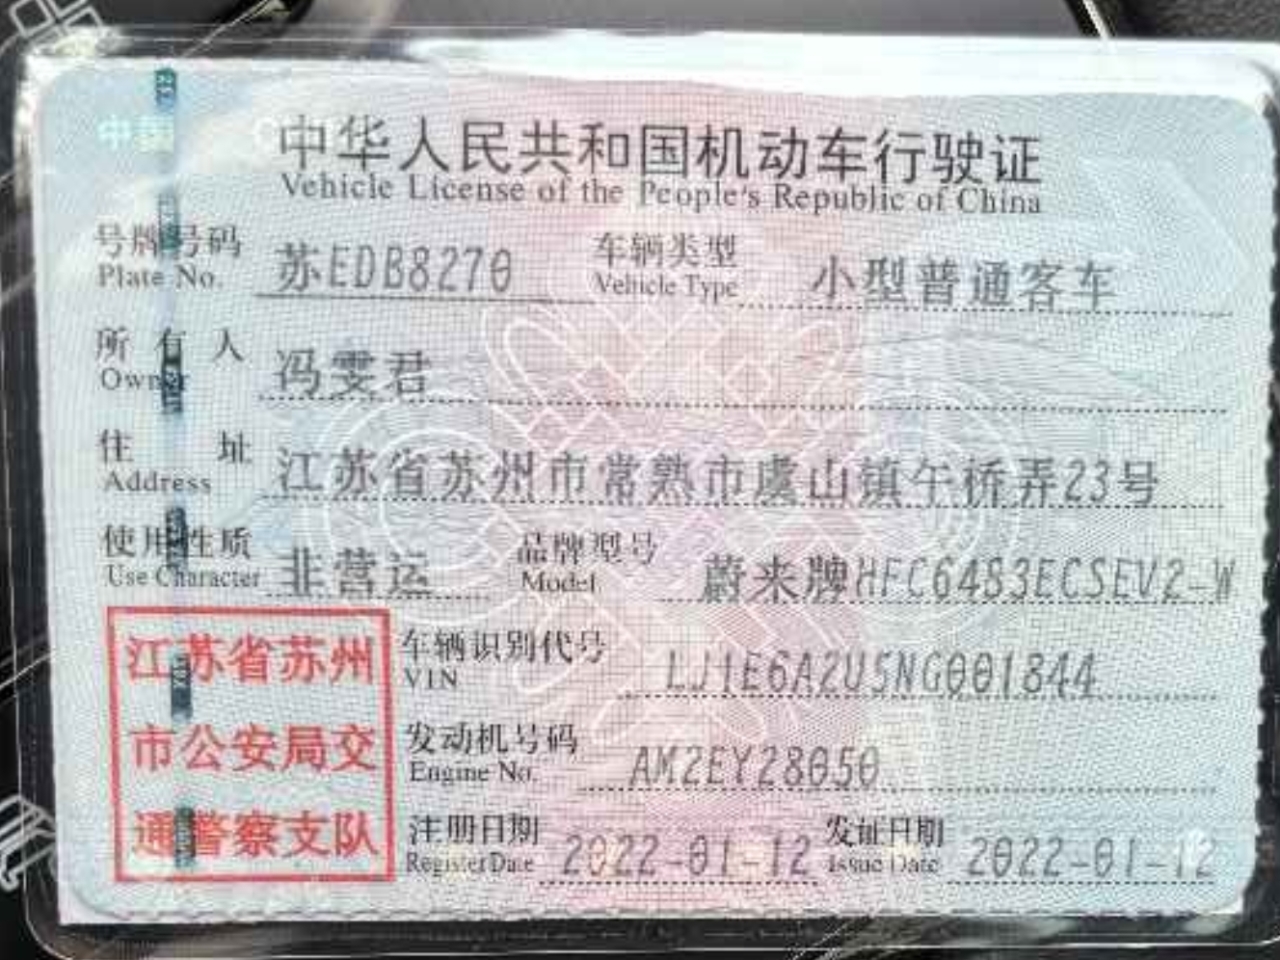 中华人民共和国机动车行驶证
Vehicle License of the People's Republic of China
号牌号码 苏EDB8270 车辆类型 小型普通客车
Plate No. Vehicle Type
所有人 冯雯君
Owner
住址 江苏省苏州市常熟市虞山镇午桥弄23号
Address
使用性质 非营运 品牌型号 蔚来牌HFC6483ECSEV2-W
Use Character Model
江苏省苏州 车辆识别代号 LJ1E6A2U5NG001844
VIN
市公安局交 发动机号码 AM2EY28050
Engine No.
通警察支队 注册日期 2022-01-12 发证日期 2022-01-12
Register Date Issue Date